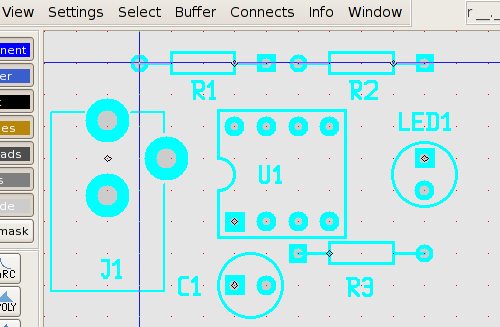 View Settings Select Buffer Connects Info Window
r __._
nent
er
t
es
ads
s
de
mask
ARC
POLY
R1 R2
LED1
U1
J1 C1 R3